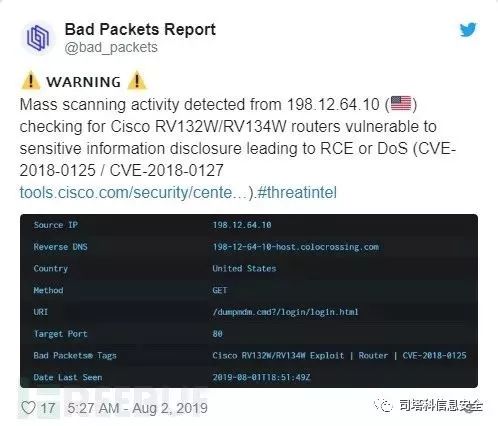 Bad Packets Report
@bad_packets
⚠️ WARNING ⚠️
Mass scanning activity detected from 198.12.64.10 (🇺🇸)
checking for Cisco RV132W/RV134W routers vulnerable to
sensitive information disclosure leading to RCE or DoS (CVE-
2018-0125 / CVE-2018-0127
tools.cisco.com/security/cente…).#threatintel
Source IP 198.12.64.10
Reverse DNS 198-12-64-10-host.colocrossing.com
Country United States
Method GET
URI /dumpmdm.cmd?/login/login.html
Target Port 80
Bad Packets® Tags Cisco RV132W/RV134W Exploit | Router | CVE-2018-0125
Date Last Seen 2019-08-01T18:51:49Z
17 5:27 AM - Aug 2, 2019
司塔科信息安全